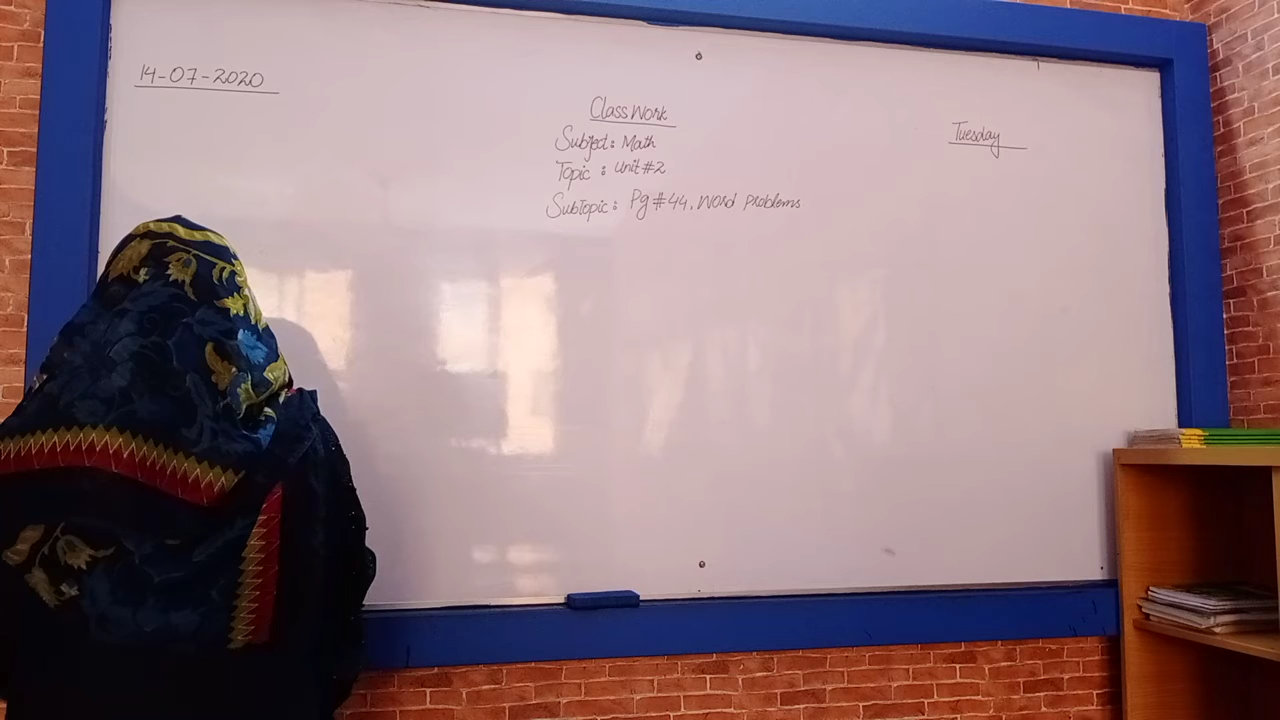 14-07-2020
Class Work
Tuesday
Subject: Math
Topic : Unit #2
SubTopic: Pg #44, Word Problems